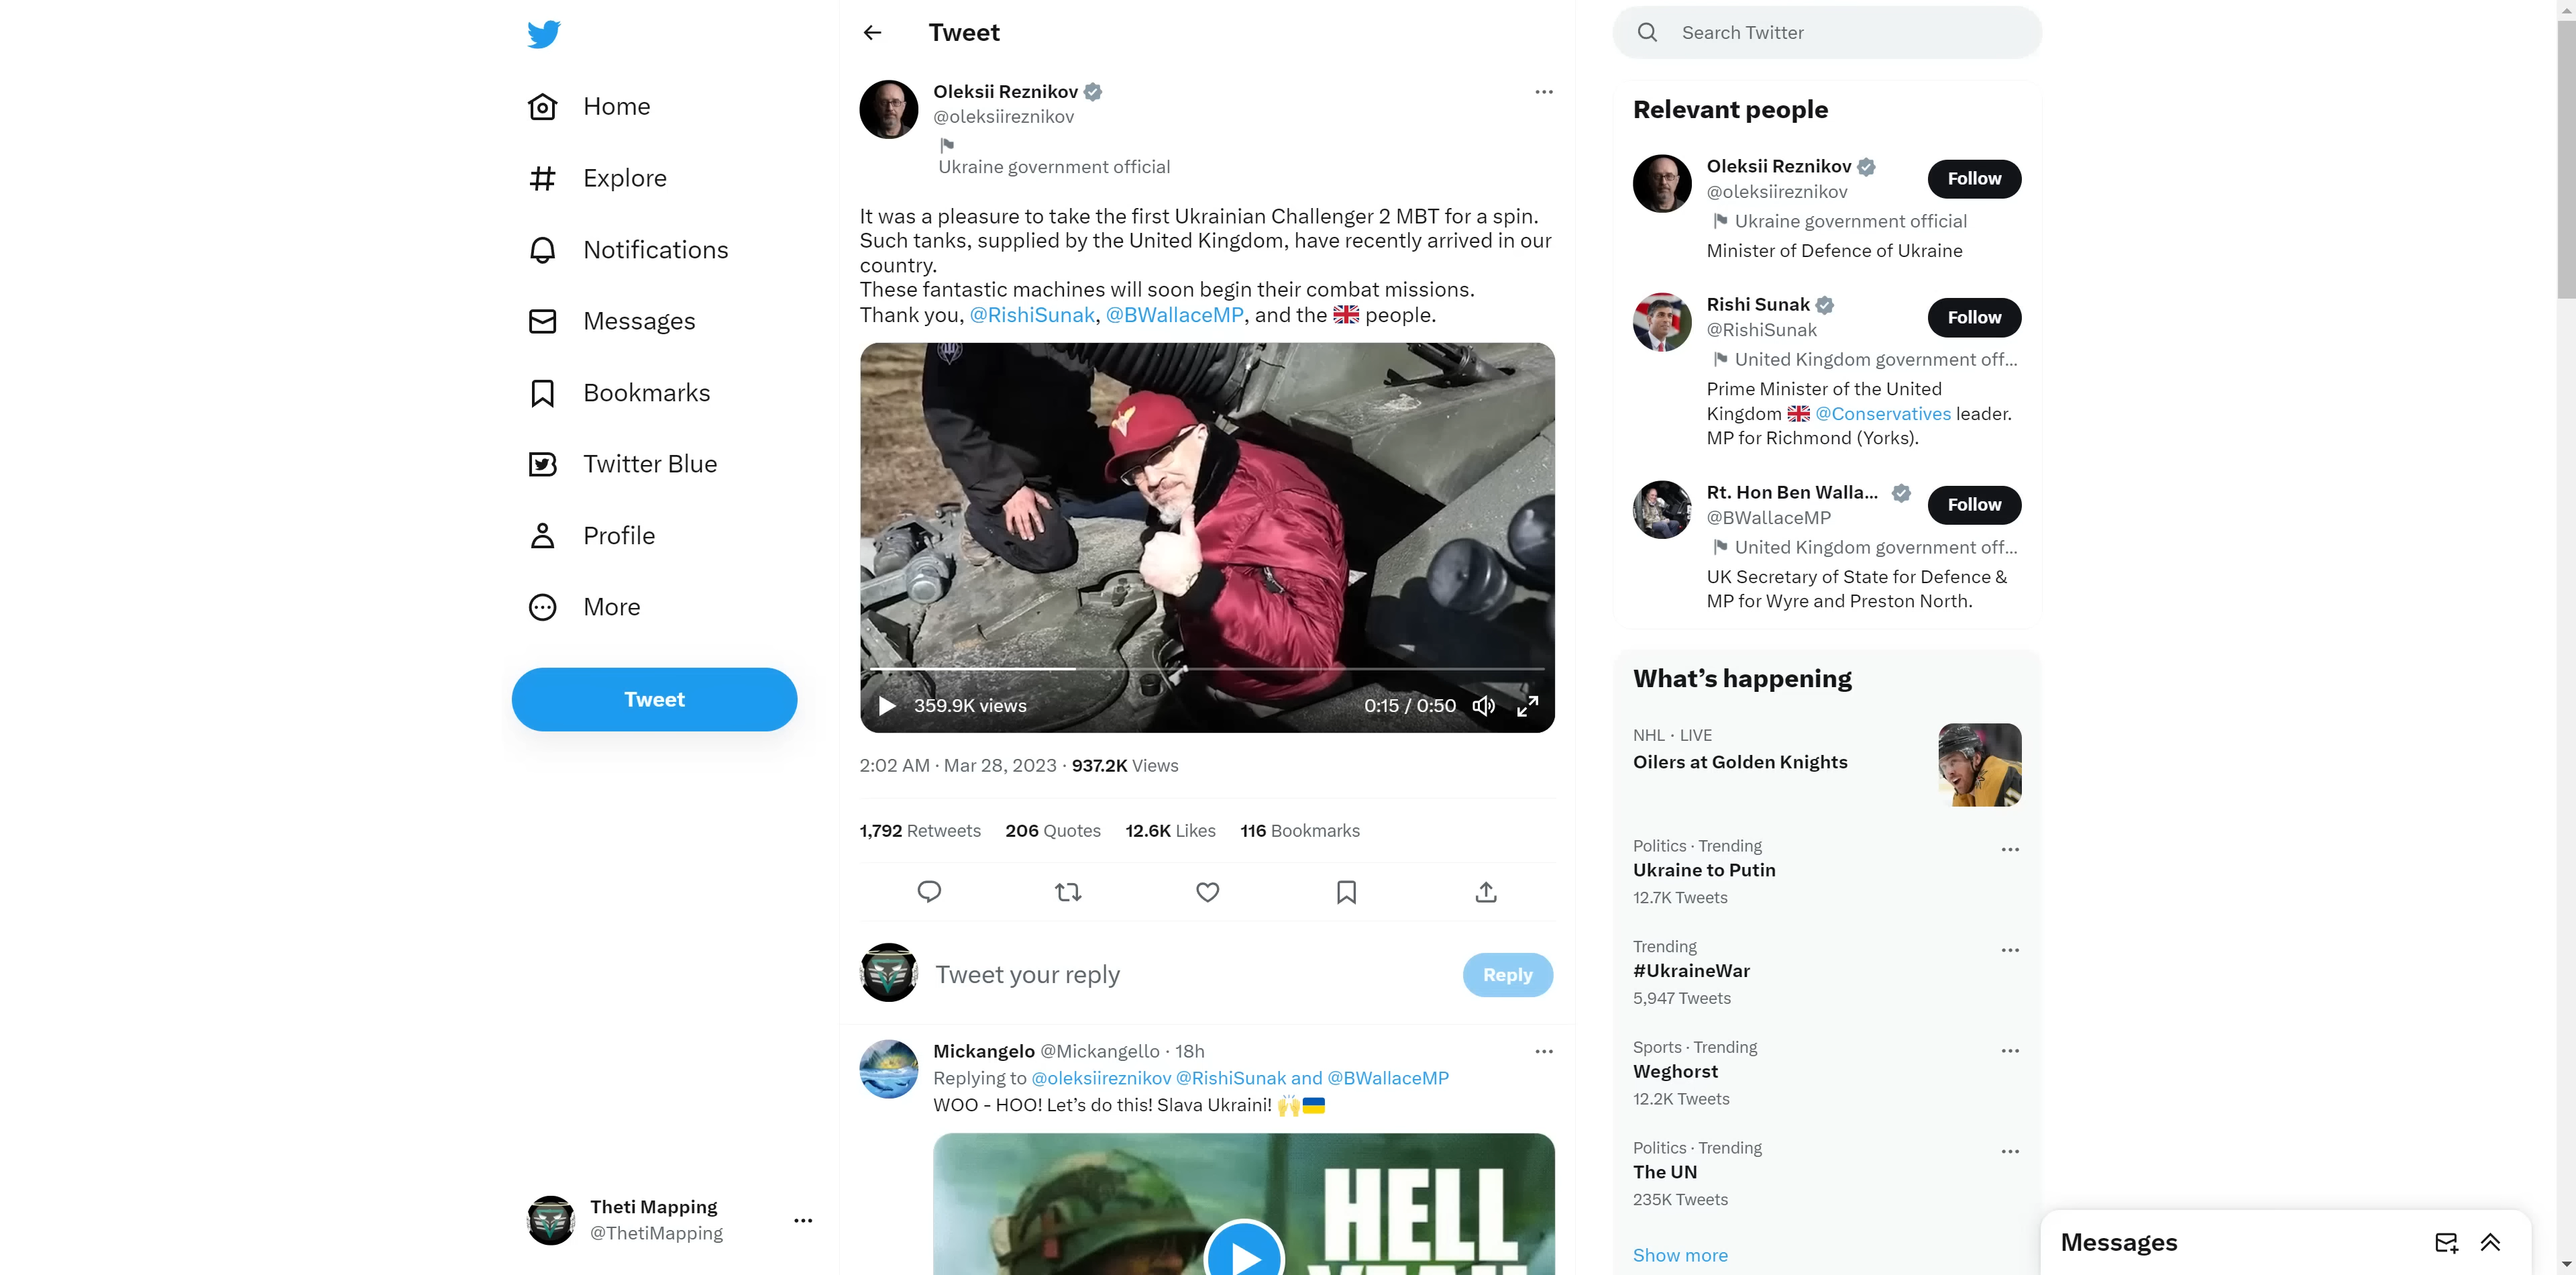 Home
Explore
Notifications
Messages
Bookmarks
Twitter Blue
Profile
More
Tweet
Theti Mapping
@ThetiMapping
Tweet
Oleksii Reznikov
@oleksiireznikov
Ukraine government official
It was a pleasure to take the first Ukrainian Challenger 2 MBT for a spin.
Such tanks, supplied by the United Kingdom, have recently arrived in our
country.
These fantastic machines will soon begin their combat missions.
Thank you, @RishiSunak, @BWallaceMP, and the 🇬🇧 people.
359.9K views
0:15 / 0:50
2:02 AM · Mar 28, 2023 · 937.2K Views
1,792 Retweets 206 Quotes 12.6K Likes 116 Bookmarks
Tweet your reply
Reply
Mickangelo @Mickangello · 18h
Replying to @oleksiireznikov @RishiSunak and @BWallaceMP
WOO - HOO! Let's do this! Slava Ukraini! 🙌🇺🇦
HELL
Search Twitter
Relevant people
Oleksii Reznikov
@oleksiireznikov
Follow
Ukraine government official
Minister of Defence of Ukraine
Rishi Sunak
@RishiSunak
Follow
United Kingdom government off...
Prime Minister of the United
Kingdom 🇬🇧 @Conservatives leader.
MP for Richmond (Yorks).
Rt. Hon Ben Walla...
@BWallaceMP
Follow
United Kingdom government off...
UK Secretary of State for Defence &
MP for Wyre and Preston North.
What's happening
NHL · LIVE
Oilers at Golden Knights
Politics · Trending
Ukraine to Putin
12.7K Tweets
Trending
#UkraineWar
5,947 Tweets
Sports · Trending
Weghorst
12.2K Tweets
Politics · Trending
The UN
235K Tweets
Show more
Messages